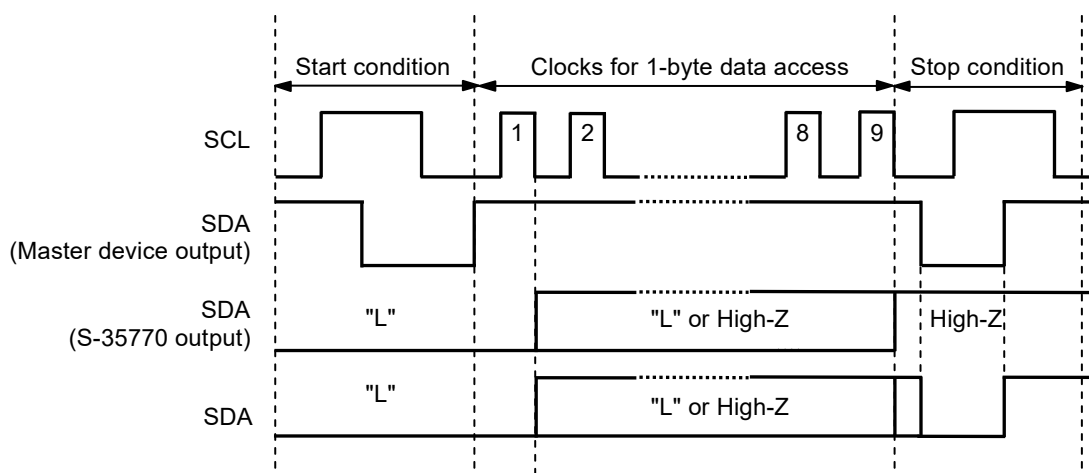 Start condition
Clocks for 1-byte data access
Stop condition
SCL
1
2
8
9
SDA
(Master device output)
SDA
(S-35770 output)
"L"
"L" or High-Z
High-Z
SDA
"L"
"L" or High-Z